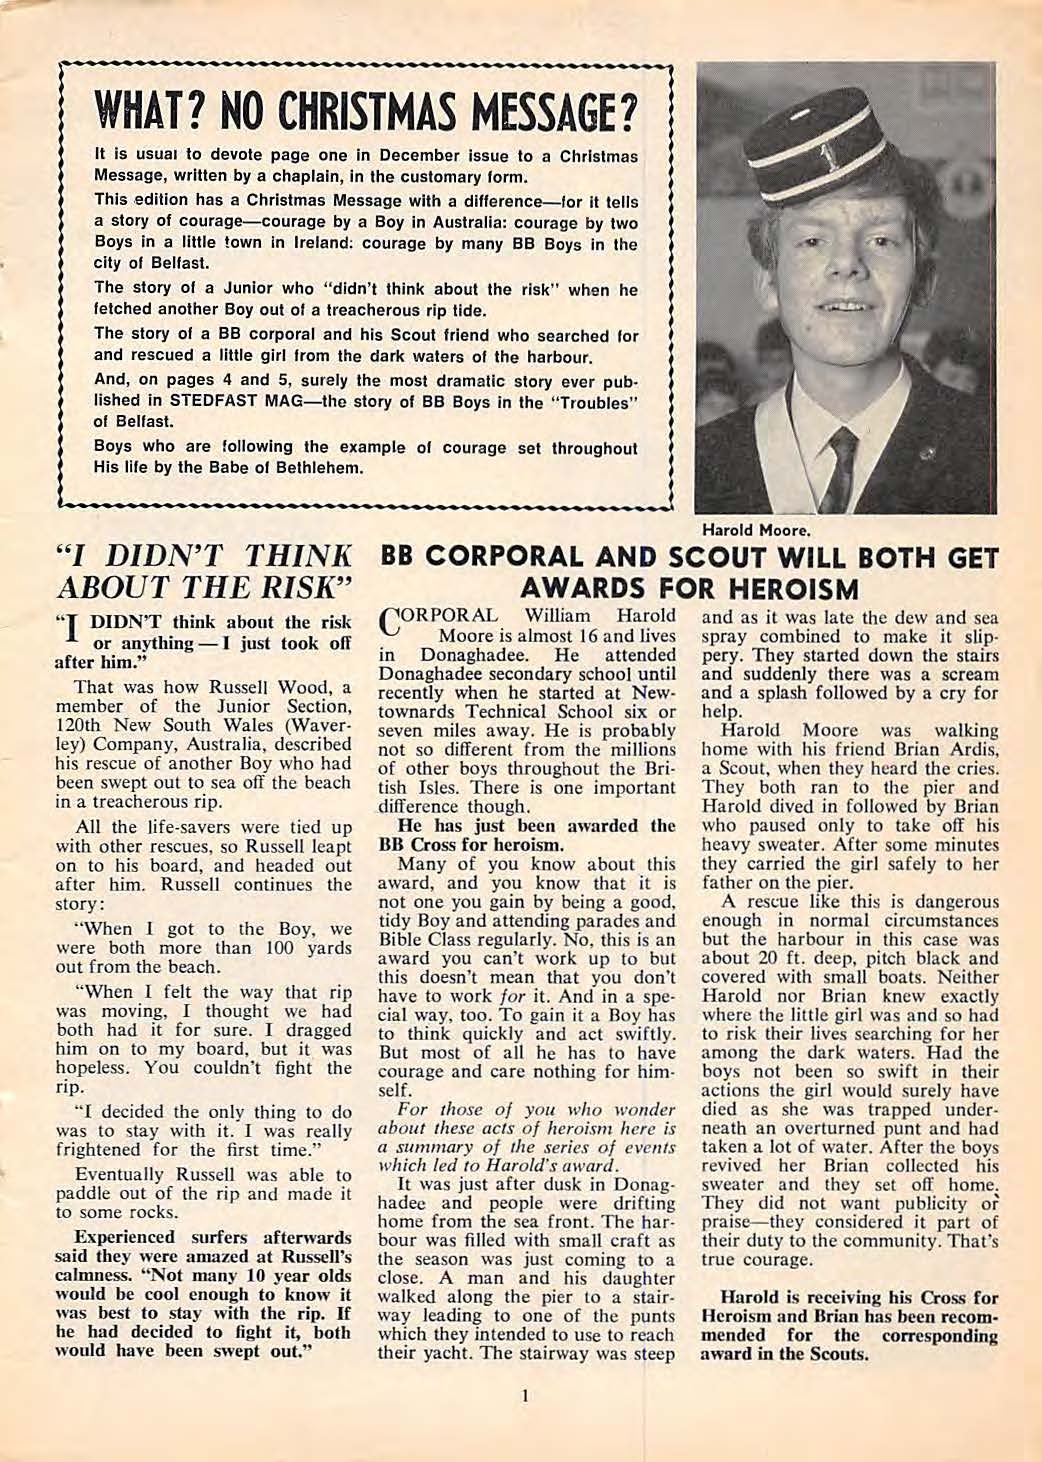 WHAT? NO CHRISTMAS MESSAGE?
It is usual to devote page one in December issue to a Christmas
Message, written by a chaplain, in the customary form.
This edition has a Christmas Message with a difference—for it tells
a story of courage—courage by a Boy in Australia: courage by two
Boys in a little town in Ireland: courage by many BB Boys in the
city of Belfast.
The story of a Junior who "didn't think about the risk" when he
fetched another Boy out of a treacherous rip tide.
The story of a BB corporal and his Scout friend who searched for
and rescued a little girl from the dark waters of the harbour.
And, on pages 4 and 5, surely the most dramatic story ever pub-
lished in STEDFAST MAG—the story of BB Boys in the "Troubles"
of Belfast.
Boys who are following the example of courage set throughout
His life by the Babe of Bethlehem.
1
Harold Moore.
"I DIDN'T THINK
ABOUT THE RISK"
"I DIDN'T think about the risk
or anything — I just took off
after him."
That was how Russell Wood, a
member of the Junior Section,
120th New South Wales (Waver-
ley) Company, Australia, described
his rescue of another Boy who had
been swept out to sea off the beach
in a treacherous rip.
All the life-savers were tied up
with other rescues, so Russell leapt
on to his board, and headed out
after him. Russell continues the
story:
"When I got to the Boy, we
were both more than 100 yards
out from the beach.
"When I felt the way that rip
was moving, I thought we had
both had it for sure. I dragged
him on to my board, but it was
hopeless. You couldn't fight the
rip.
"I decided the only thing to do
was to stay with it. I was really
frightened for the first time."
Eventually Russell was able to
paddle out of the rip and made it
to some rocks.
Experienced surfers afterwards
said they were amazed at Russell's
calmness. "Not many 10 year olds
would be cool enough to know it
was best to stay with the rip. If
he had decided to fight it, both
would have been swept out."
BB CORPORAL AND SCOUT WILL BOTH GET
AWARDS FOR HEROISM
CORPORAL William Harold
Moore is almost 16 and lives
in Donaghadee. He attended
Donaghadee secondary school until
recently when he started at New-
townards Technical School six or
seven miles away. He is probably
not so different from the millions
of other boys throughout the Bri-
tish Isles. There is one important
difference though.
He has just been awarded the
BB Cross for heroism.
Many of you know about this
award, and you know that it is
not one you gain by being a good,
tidy Boy and attending parades and
Bible Class regularly. No, this is an
award you can't work up to but
this doesn't mean that you don't
have to work for it. And in a spe-
cial way, too. To gain it a Boy has
to think quickly and act swiftly.
But most of all he has to have
courage and care nothing for him-
self.
For those of you who wonder
about these acts of heroism here is
a summary of the series of events
which led to Harold's award.
It was just after dusk in Donag-
hadee and people were drifting
home from the sea front. The har-
bour was filled with small craft as
the season was just coming to a
close. A man and his daughter
walked along the pier to a stair-
way leading to one of the punts
which they intended to use to reach
their yacht. The stairway was steep
and as it was late the dew and sea
spray combined to make it slip-
pery. They started down the stairs
and suddenly there was a scream
and a splash followed by a cry for
help.
Harold Moore was walking
home with his friend Brian Ardis,
a Scout, when they heard the cries.
They both ran to the pier and
Harold dived in followed by Brian
who paused only to take off his
heavy sweater. After some minutes
they carried the girl safely to her
father on the pier.
A rescue like this is dangerous
enough in normal circumstances
but the harbour in this case was
about 20 ft. deep, pitch black and
covered with small boats. Neither
Harold nor Brian knew exactly
where the little girl was and so had
to risk their lives searching for her
among the dark waters. Had the
boys not been so swift in their
actions the girl would surely have
died as she was trapped under-
neath an overturned punt and had
taken a lot of water. After the boys
revived her Brian collected his
sweater and they set off home.
They did not want publicity or
praise—they considered it part of
their duty to the community. That's
true courage.
Harold is receiving his Cross for
Heroism and Brian has been recom-
mended for the corresponding
award in the Scouts.
1